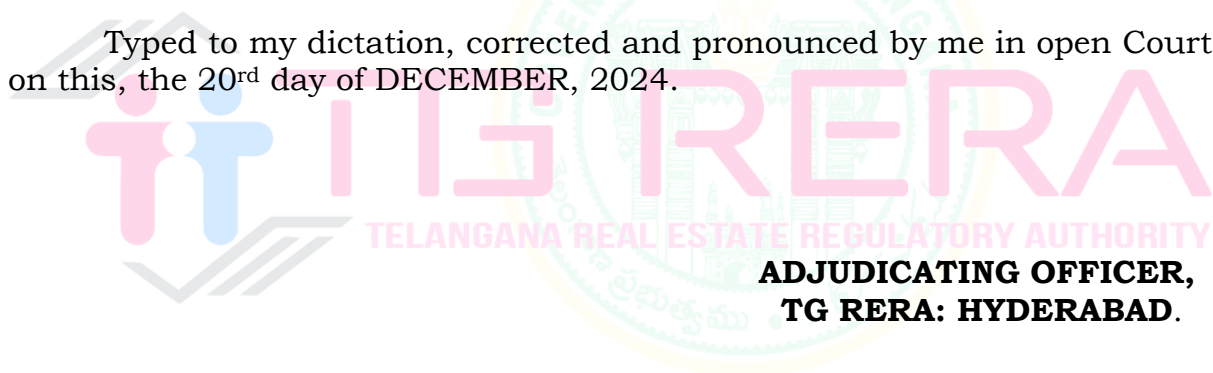 Typed to my dictation, corrected and pronounced by me in open Court
on this, the 20rd day of DECEMBER, 2024.
TG RERA
TELANGANA REAL ESTATE REGULATORY AUTHORITY
ADJUDICATING OFFICER,
TG RERA: HYDERABAD.